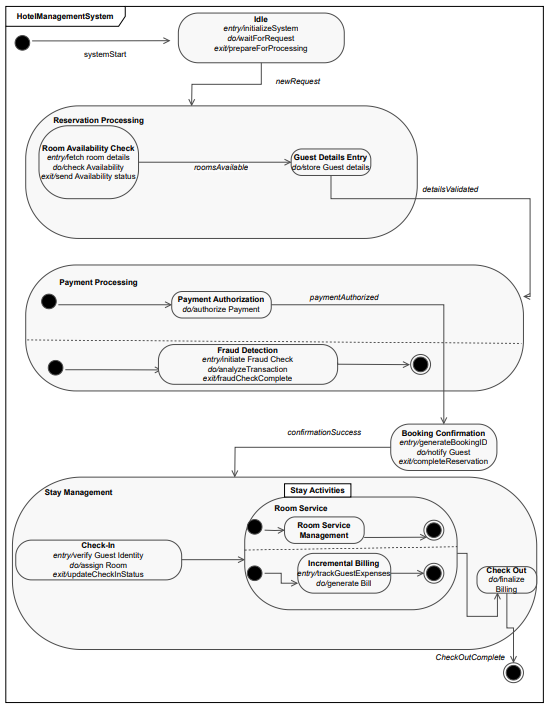 HotelManagementSystem
Idle
entry/initializeSystem
do/waitForRequest
exit/prepareForProcessing
systemStart
newRequest
Reservation Processing
Room Availability Check
entry/fetch room details
do/check Availability
exit/send Availability status
roomsAvailable
Guest Details Entry
do/store Guest details
detailsValidated
Payment Processing
Payment Authorization
do/authorize Payment
paymentAuthorized
Fraud Detection
entry/initiate Fraud Check
do/analyzeTransaction
exit/fraudCheckComplete
confirmationSuccess
Booking Confirmation
entry/generateBookingID
do/notify Guest
exit/completeReservation
Stay Management
Stay Activities
Room Service
Room Service
Management
Check-In
entry/verify Guest Identity
do/assign Room
exit/updateCheckInStatus
Incremental Billing
entry/trackGuestExpenses
do/generate Bill
Check Out
do/finalize
Billing
CheckOutComplete